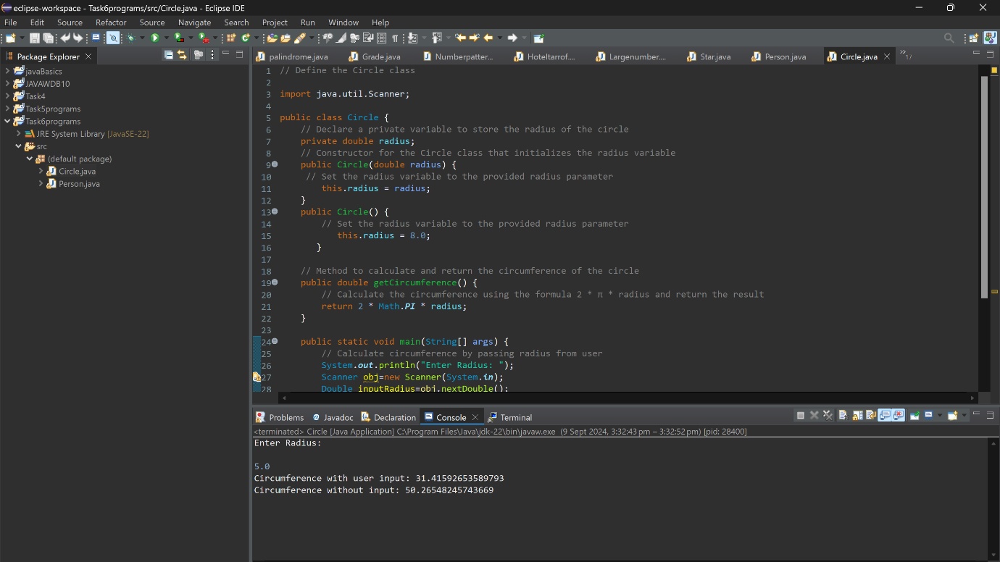 eclipse-workspace - Task6programs/src/Circle.java - Eclipse IDE
File Edit Source Refactor Source Navigate Search Project Run Window Help
Package Explorer
javaBasics
JAVAWDB10
Task4
Task5programs
Task6programs
JRE System Library [JavaSE-22]
src
(default package)
Circle.java
Person.java
palindrome.java Grade.java Numberpatter... Hoteltarrof.... Largenumber.... Star.java Person.java Circle.java
1 // Define the Circle class
2
3 import java.util.Scanner;
4
5 public class Circle {
6 // Declare a private variable to store the radius of the circle
7 private double radius;
8 // Constructor for the Circle class that initializes the radius variable
9 public Circle(double radius) {
10 // Set the radius variable to the provided radius parameter
11 this.radius = radius;
12 }
13 public Circle() {
14 // Set the radius variable to the provided radius parameter
15 this.radius = 8.0;
16 }
17
18 // Method to calculate and return the circumference of the circle
19 public double getCircumference() {
20 // Calculate the circumference using the formula 2 * π * radius and return the result
21 return 2 * Math.PI * radius;
22 }
23
24 public static void main(String[] args) {
25 // Calculate circumference by passing radius from user
26 System.out.println("Enter Radius: ");
27 Scanner obj=new Scanner(System.in);
28 Double inputRadius=obj.nextDouble();
Problems Javadoc Declaration Console Terminal
<terminated> Circle [Java Application] C:\Program Files\Java\jdk-22\bin\javaw.exe (9 Sept 2024, 3:32:43 pm – 3:32:52 pm) [pid: 28400]
Enter Radius:
5.0
Circumference with user input: 31.41592653589793
Circumference without input: 50.26548245743669